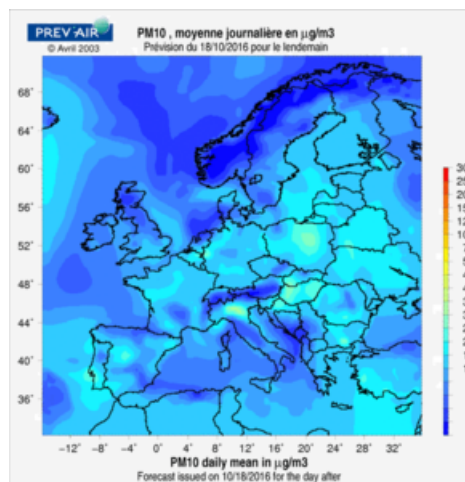 PREV'AIR
© Avril 2003
PM10 , moyenne journalière en µg/m3
Prévision du 18/10/2016 pour le lendemain
68°
64°
60°
56°
52°
48°
44°
40°
36°
−12° −8° −4° 0° 4° 8° 12° 16° 20° 24° 28° 32°
PM10 daily mean in µg/m3
Forecast issued on 10/18/2016 for the day after